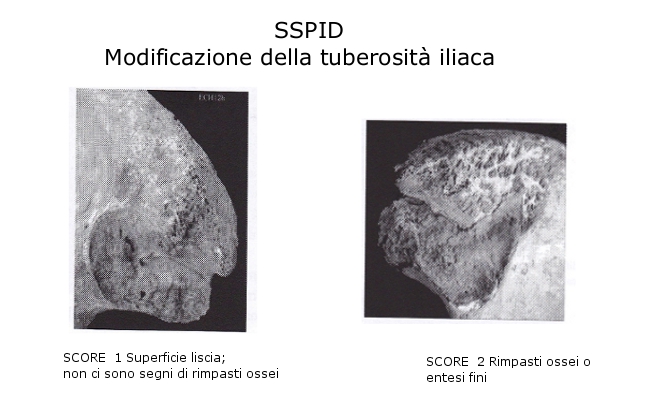 SSPID
Modificazione della tuberosità iliaca
SCORE 1 Superficie liscia;
non ci sono segni di rimpasti ossei
SCORE 2 Rimpasti ossei o
entesi fini